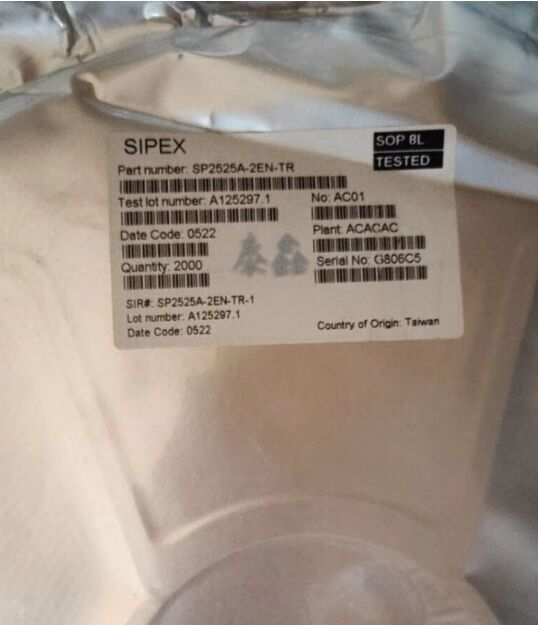 SIPEX
SOP 8L
TESTED
Part number: SP2525A-2EN-TR
Test lot number: A125297.1
No: AC01
Date Code: 0522
Plant: ACACAC
Quantity: 2000
Serial No: G806C5
泰鑫
SIR#: SP2525A-2EN-TR-1
Lot number: A125297.1
Date Code: 0522
Country of Origin: Taiwan